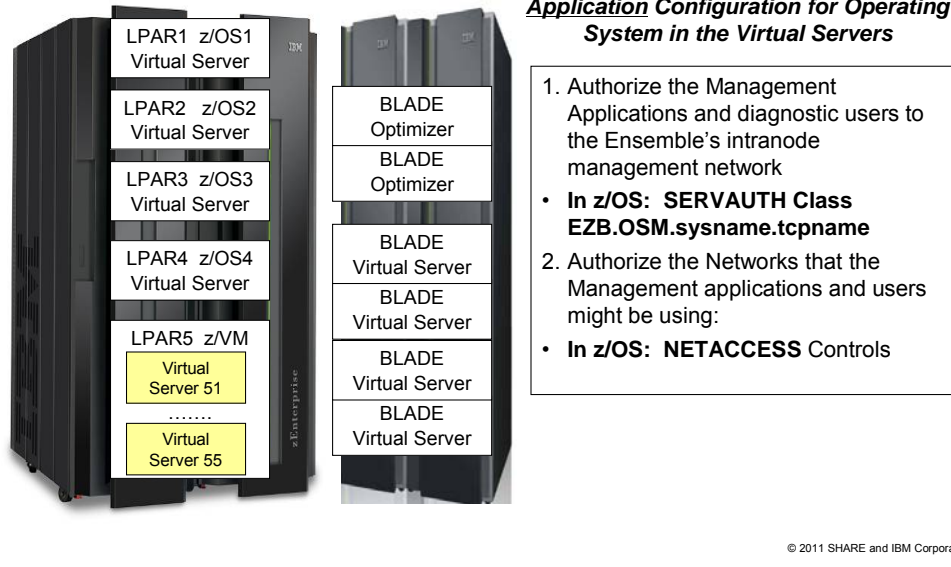 Application Configuration for Operating
System in the Virtual Servers
LPAR1 z/OS1
Virtual Server
LPAR2 z/OS2
Virtual Server
LPAR3 z/OS3
Virtual Server
LPAR4 z/OS4
Virtual Server
LPAR5 z/VM
Virtual
Server 51
.......
Virtual
Server 55
IBM
zEnterprise
IBM
IBM
BLADE
Optimizer
BLADE
Optimizer
BLADE
Virtual Server
BLADE
Virtual Server
BLADE
Virtual Server
BLADE
Virtual Server
1. Authorize the Management
Applications and diagnostic users to
the Ensemble's intranode
management network
• In z/OS: SERVAUTH Class
EZB.OSM.sysname.tcpname
2. Authorize the Networks that the
Management applications and users
might be using:
• In z/OS: NETACCESS Controls
© 2011 SHARE and IBM Corpora